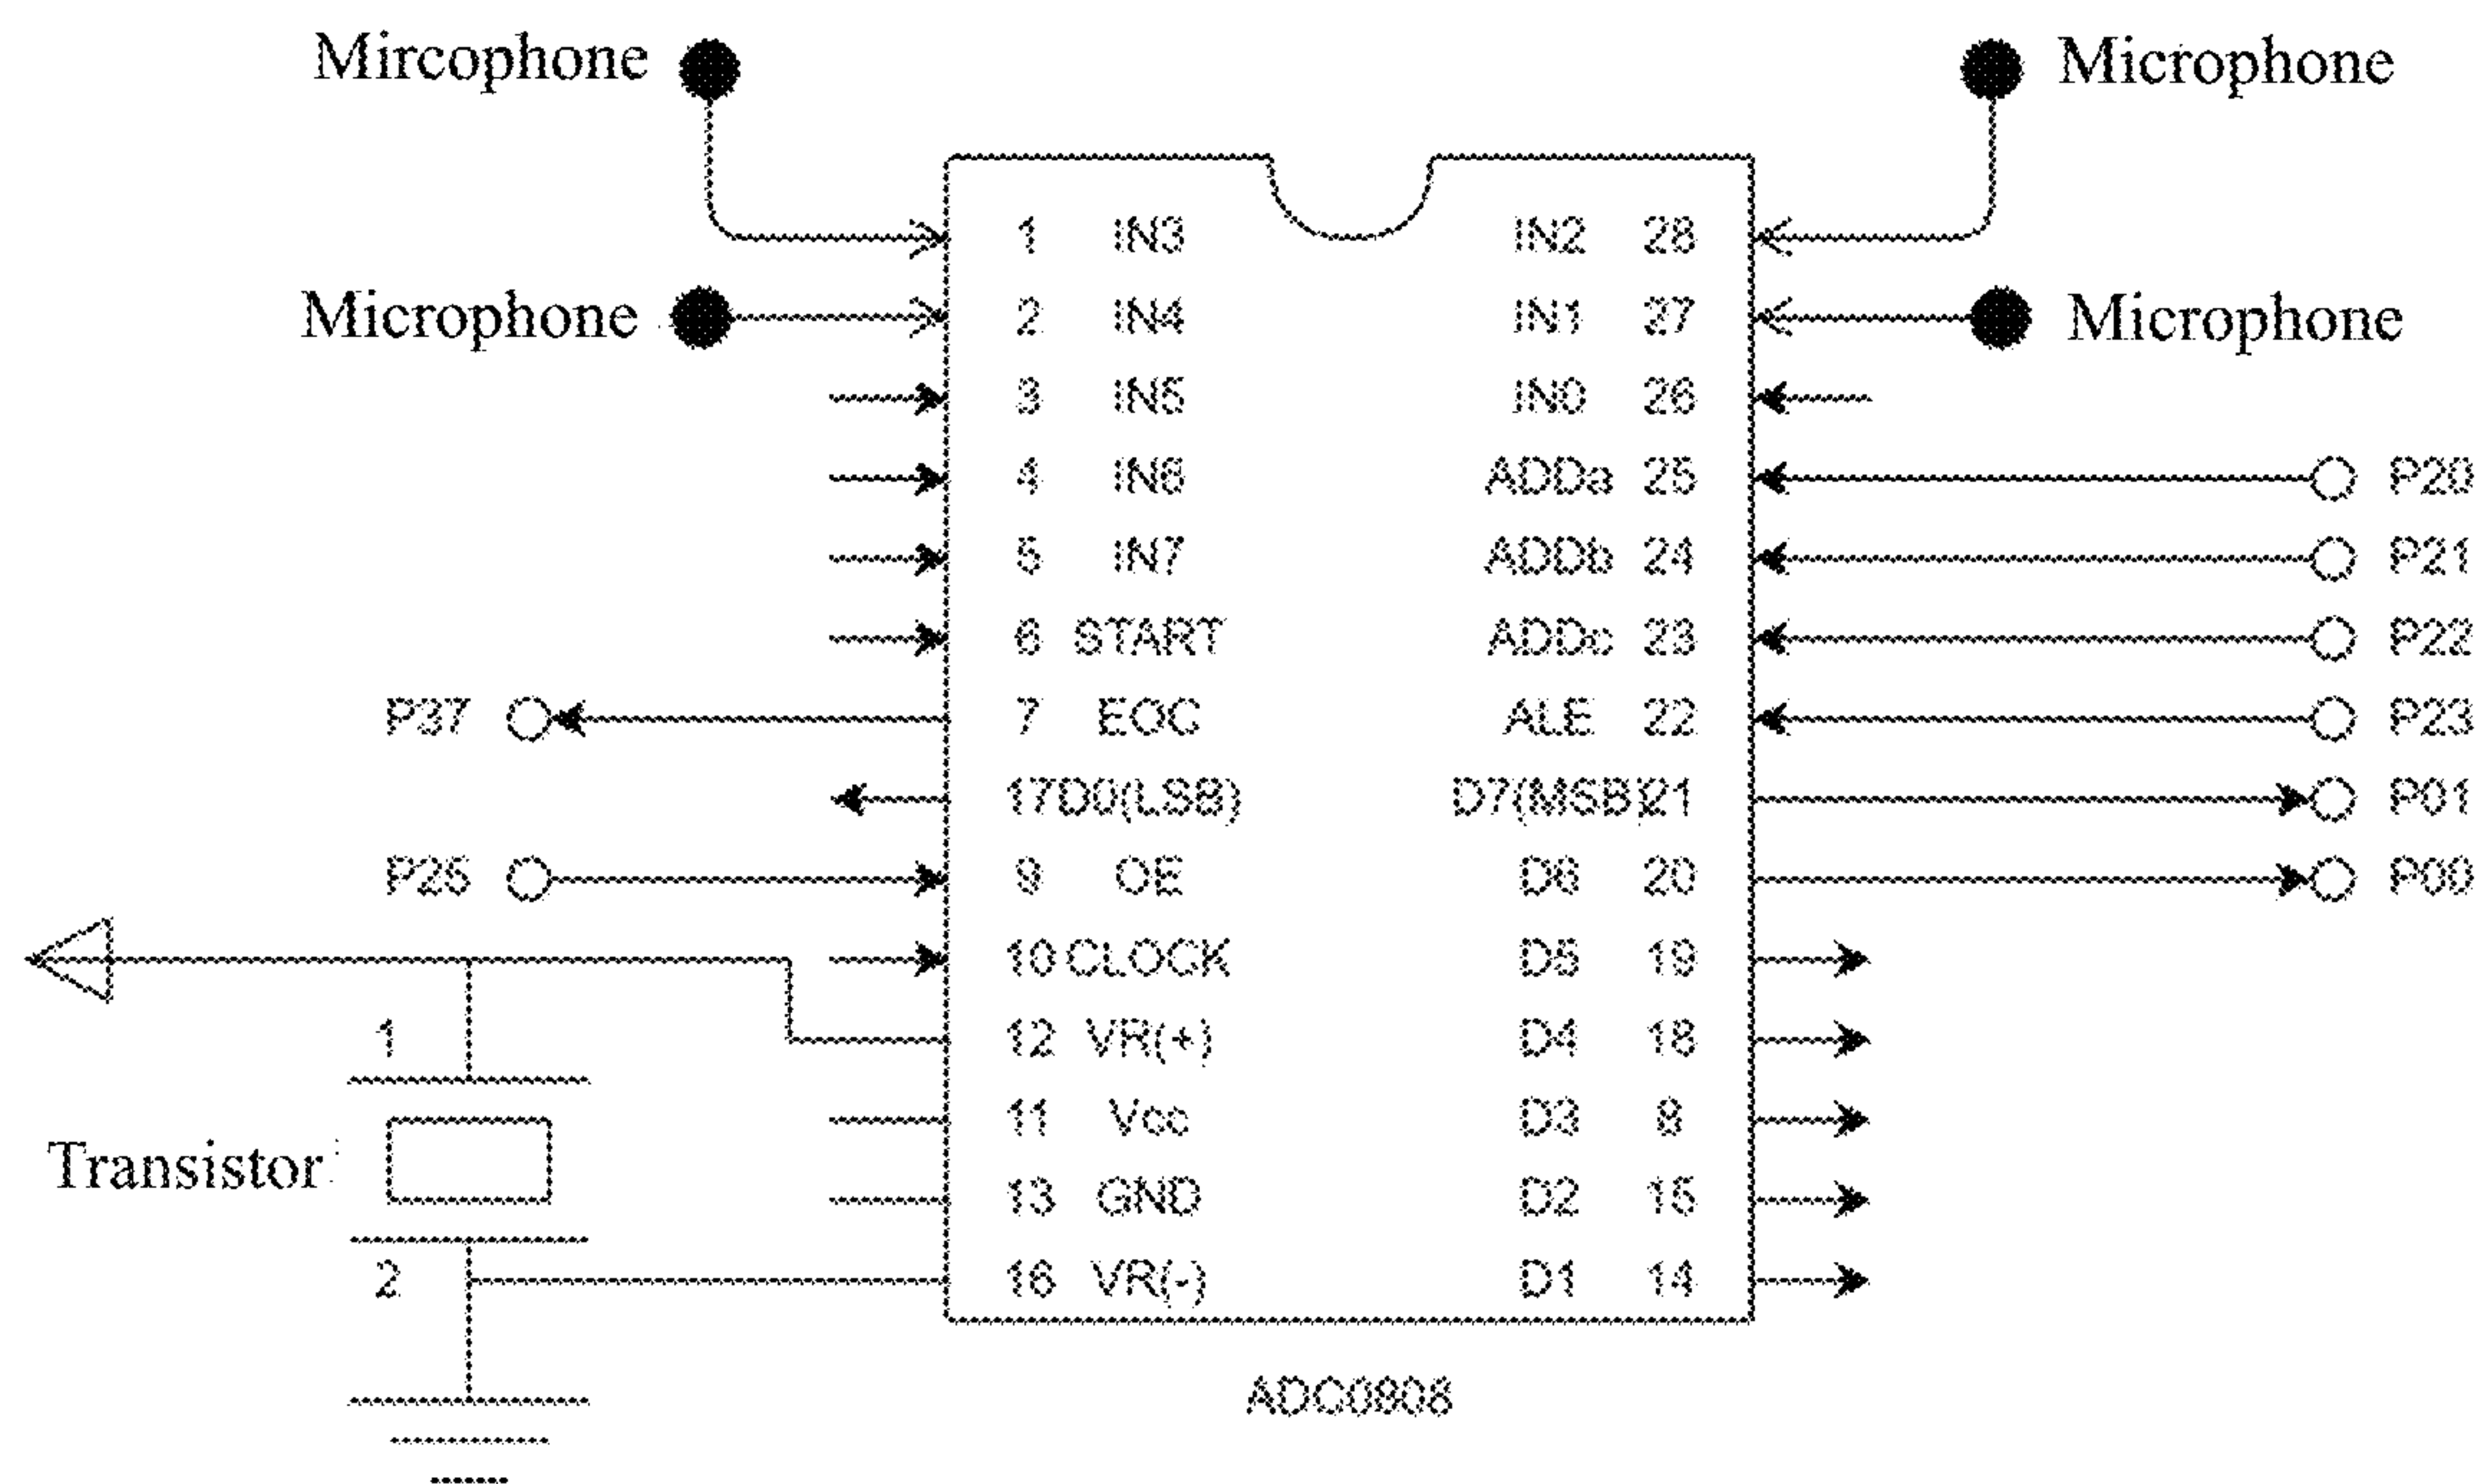 Mircophone
Microphone
1 IN3 IN2 28
Microphone
2 IN4 IN1 27
Microphone
3 IN5 IN0 26
4 IN6 ADDa 25 P20
5 IN7 ADDb 24 P21
6 START ADDc 23 P22
P37 7 EOC ALE 22 P23
17 D0(LSB) D7(MSB) 21 P01
P25 9 OE D6 20 P00
10 CLOCK D5 19
1 12 VR(+) D4 18
11 Vcc D3 8
Transistor
13 GND D2 15
2 16 VR(-) D1 14
ADC0808